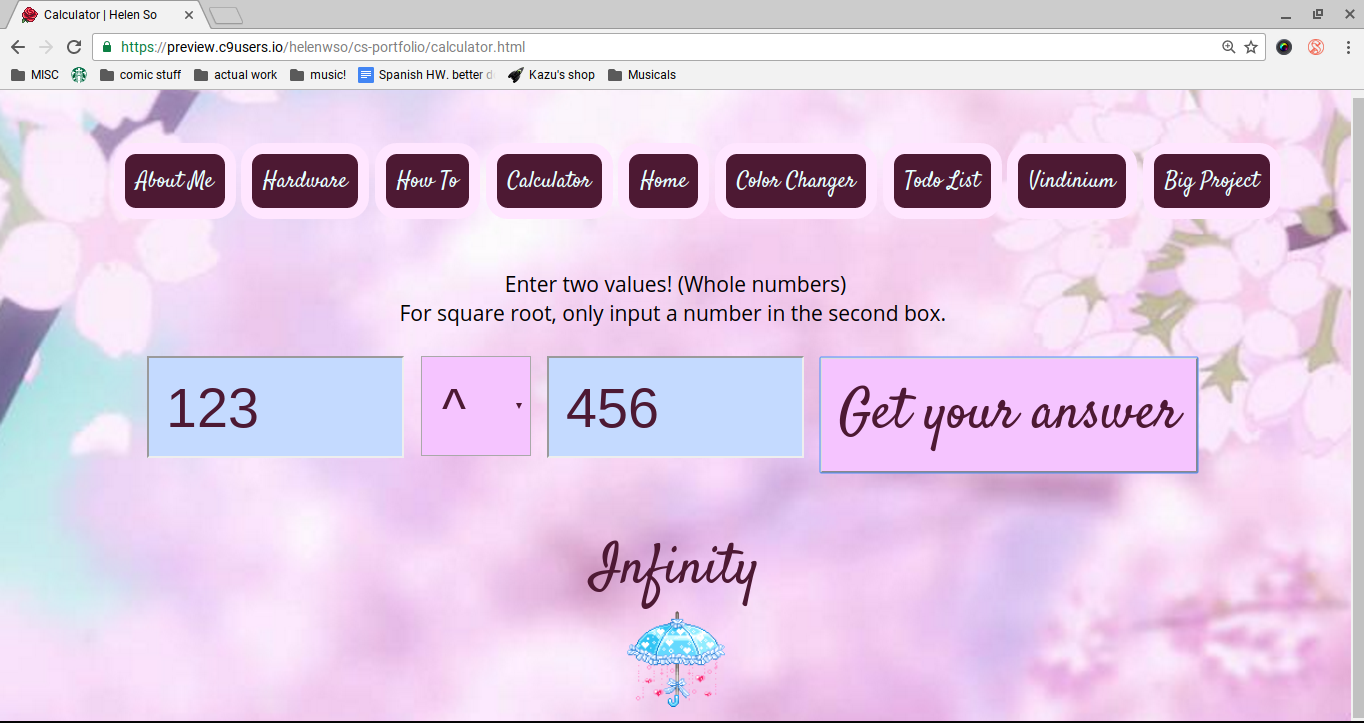 Calculator | Helen So
https://preview.c9users.io/helenwso/cs-portfolio/calculator.html
MISC comic stuff actual work music! Spanish HW. better d Kazu's shop Musicals
About Me Hardware How To Calculator Home Color Changer Todo List Vindinium Big Project
Enter two values! (Whole numbers)
For square root, only input a number in the second box.
123 ^ 456 Get your answer
Infinity